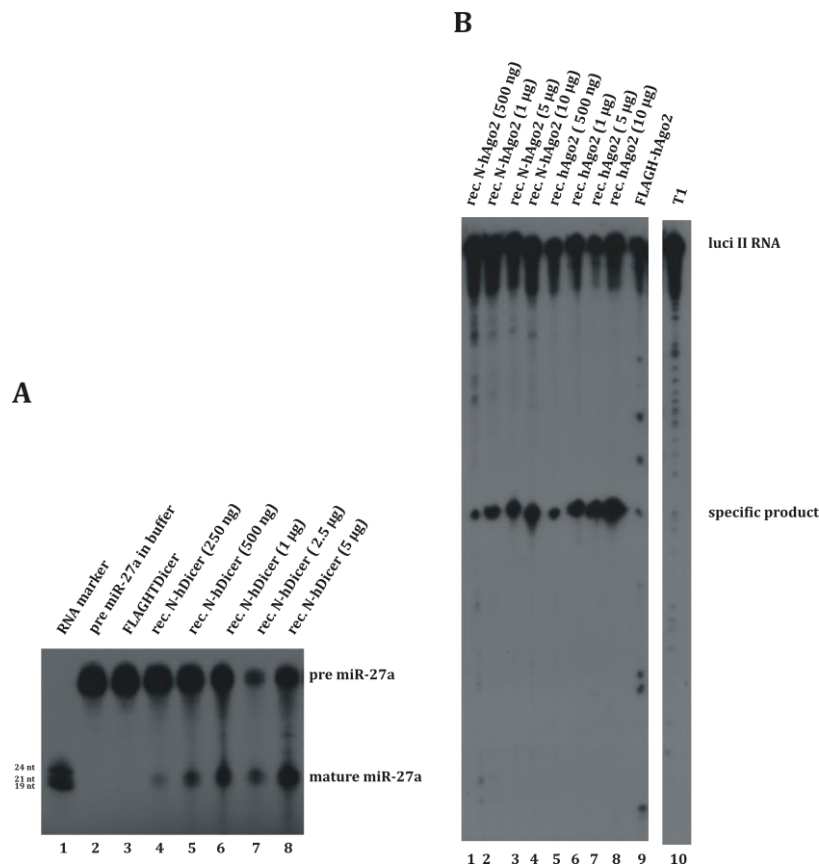 B
rec. N-hAgo2 (500 ng)
rec. N-hAgo2 (1 µg)
rec. N-hAgo2 (5 µg)
rec. N-hAgo2 (10 µg)
rec. hAgo2 ( 500 ng)
rec. hAgo2 (1 µg)
rec. hAgo2 ( 5 µg)
rec. hAgo2 (10 µg)
FLAGH-hAgo2
T1
luci II RNA
specific product
1 2 3 4 5 6 7 8 9 10
A
RNA marker
pre miR-27a in buffer
FLAGHTDicer
rec. N-hDicer (250 ng)
rec. N-hDicer (500 ng)
rec. N-hDicer (1 µg)
rec. N-hDicer ( 2.5 µg)
rec. N-hDicer (5 µg)
pre miR-27a
24 nt
21 nt
19 nt
mature miR-27a
1 2 3 4 5 6 7 8